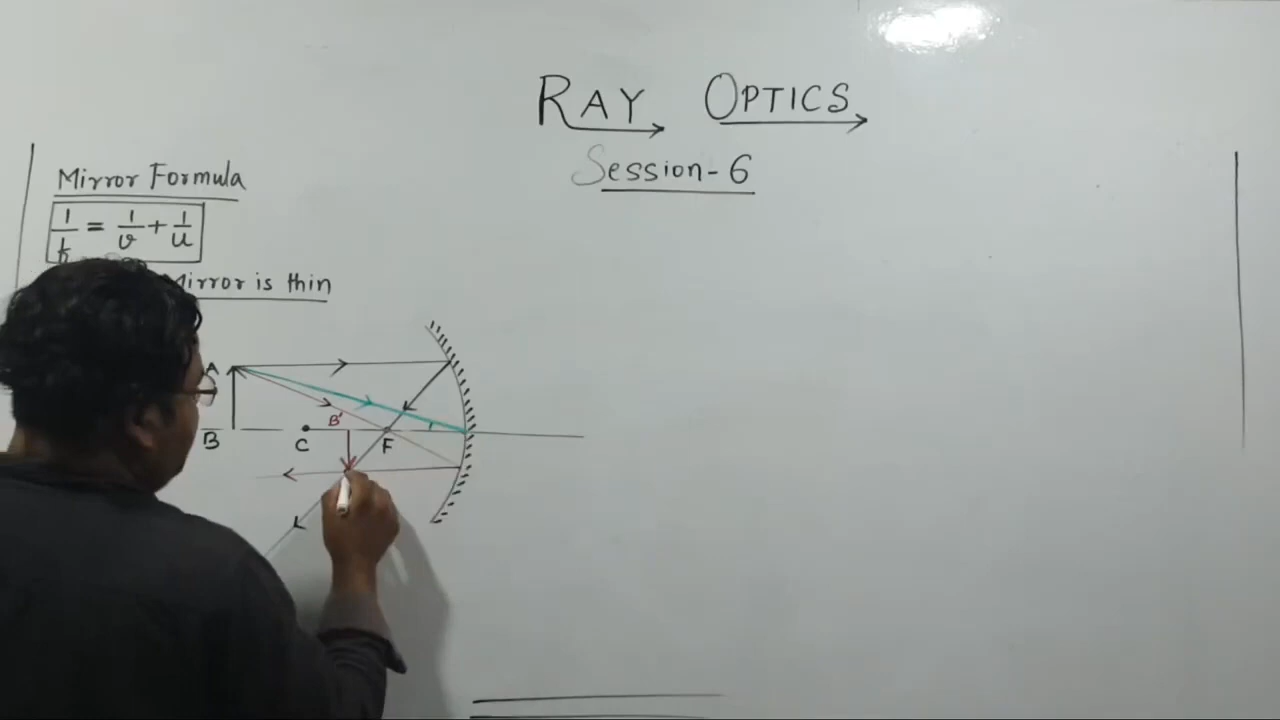 RAY OPTICS
Session-6
Mirror Formula
1/f = 1/v + 1/u
Mirror is thin
A
B'
B C F